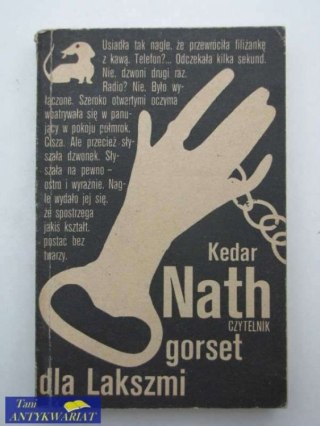 Usiadła tak nagle, że przewróciła filiżankę
z kawą. Telefon?... Odczekała kilka sekund.
Nie, dzwoni drugi raz.
Radio? Nie. Było wy-
łączone. Szeroko otwartymi oczyma
wpatrywała się w panu-
jący w pokoju półmrok.
Cisza. Ale przecież sły-
szała dzwonek. Sły-
szała na pewno –
ostro i wyraźnie. Nag-
le wydało jej się,
że spostrzega
jakiś kształt,
postać bez
twarzy.
Kedar
Nath
CZYTELNIK
gorset
dla Lakszmi
Tani
ANTYKWARIAT